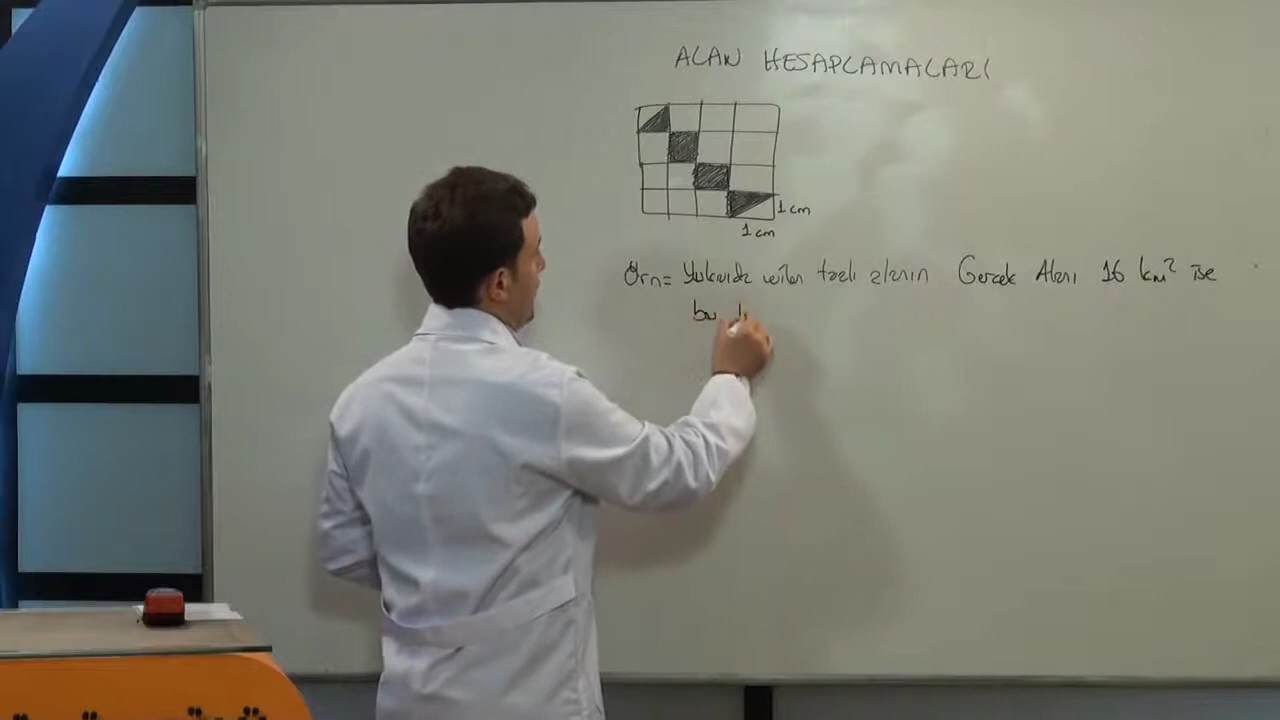 ALAN HESAPLAMALARI
1 cm
1 cm
Örn= Yukarıda verilen taralı alanın Gerçek Alanı 16 km² ise
bu